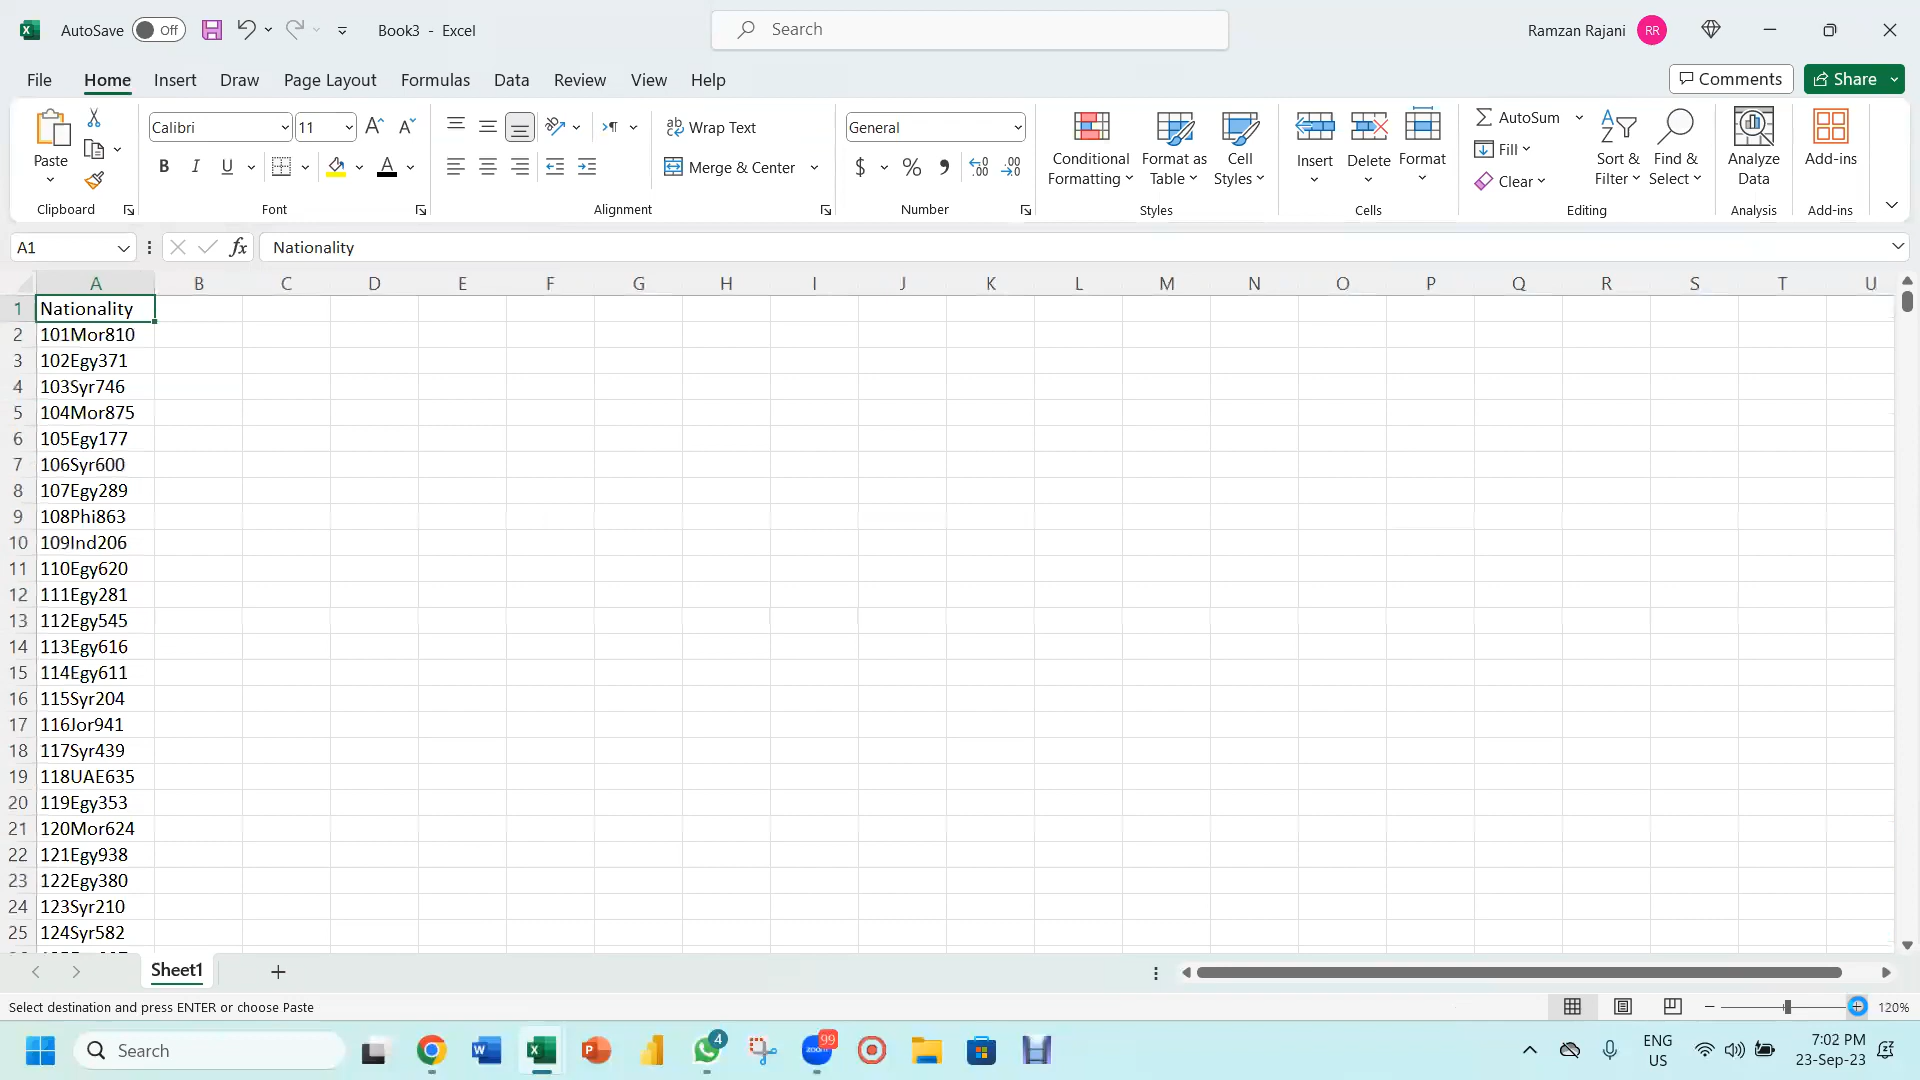 AutoSave Off Book3 - Excel Search Ramzan Rajani RR
File Home Insert Draw Page Layout Formulas Data Review View Help Comments Share
Paste
Clipboard
Calibri 11
B I U A
Font
ab Wrap Text
Merge & Center
Alignment
General
$ % , .00
Number
Conditional Formatting
Format as Table
Cell Styles
Styles
Insert Delete Format
Cells
AutoSum
Fill
Clear
Sort & Filter
Find & Select
Editing
Analyze Data
Analysis
Add-ins
Add-ins
A1 fx Nationality
A B C D E F G H I J K L M N O P Q R S T U
1 Nationality
2 101Mor810
3 102Egy371
4 103Syr746
5 104Mor875
6 105Egy177
7 106Syr600
8 107Egy289
9 108Phi863
10 109Ind206
11 110Egy620
12 111Egy281
13 112Egy545
14 113Egy616
15 114Egy611
16 115Syr204
17 116Jor941
18 117Syr439
19 118UAE635
20 119Egy353
21 120Mor624
22 121Egy938
23 122Egy380
24 123Syr210
25 124Syr582
Sheet1
Select destination and press ENTER or choose Paste 120%
Search 4 zoom 99 ENG 7:02 PM
US 23-Sep-23